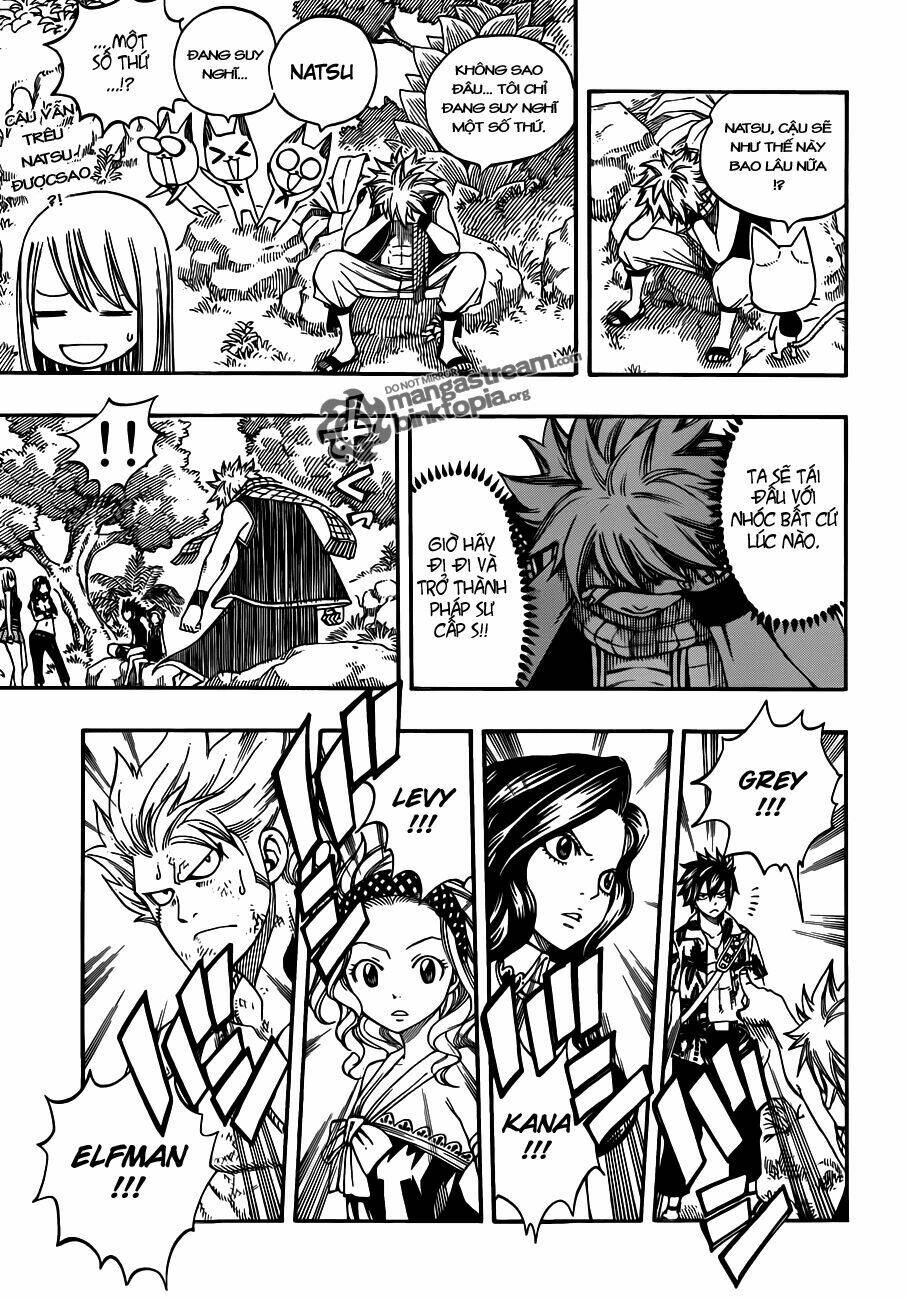 NATSU, CẬU SẼ
NHƯ THẾ NÀY
BAO LÂU NỮA
!?
KHÔNG SAO
ĐÂU... TÔI CHỈ
ĐANG SUY NGHĨ
MỘT SỐ THỨ.
NATSU
ĐANG SUY
NGHĨ...
...MỘT
SỐ THỨ
...!?
CẬU VẪN
TRÊU
NATSU
ĐƯỢCSAO
?!
DO NOT MIRROR
mangastream.com
binktopia.org
TA SẼ TÁI
ĐẤU VỚI
NHÓC BẤT CỨ
LÚC NÀO.
GIỜ HÃY
ĐI ĐI VÀ
TRỞ THÀNH
PHÁP SƯ
CẤP S!!
!!
GREY
!!!
KANA
!!!
LEVY
!!!
ELFMAN
!!!